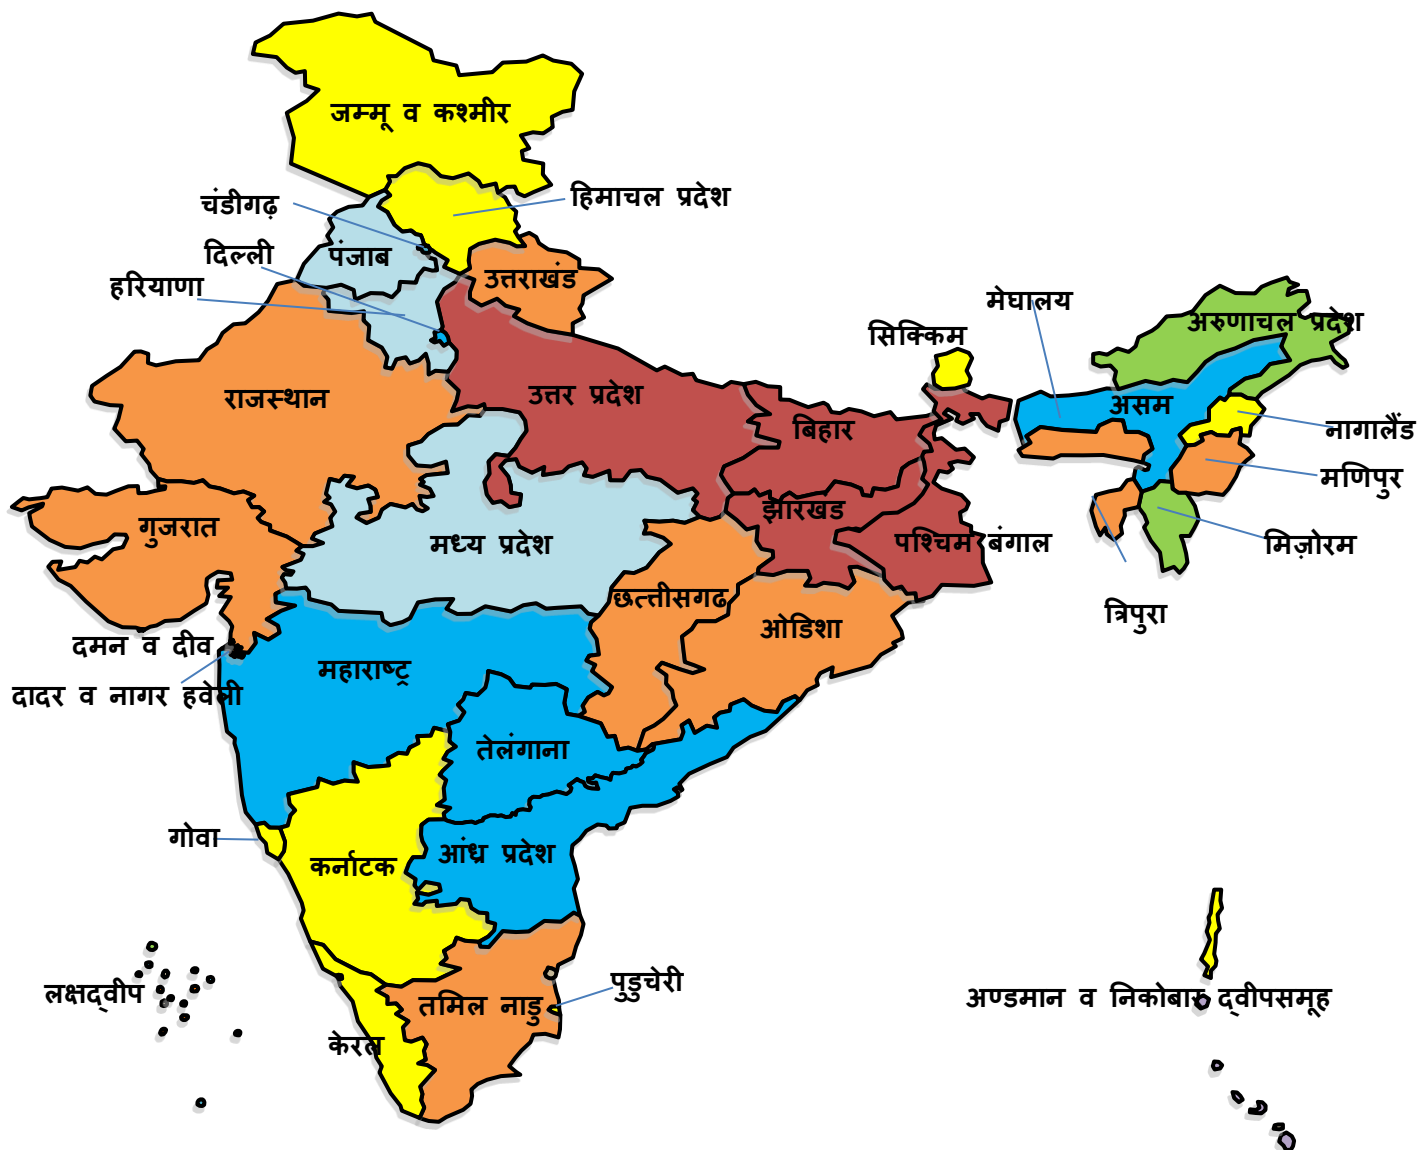 जम्मू व कश्मीर
हिमाचल प्रदेश
चंडीगढ़
पंजाब
दिल्ली
उत्तराखंड
हरियाणा
मेघालय
अरुणाचल प्रदेश
सिक्किम
राजस्थान
उत्तर प्रदेश
असम
बिहार
नागालैंड
मणिपुर
झारखंड
गुजरात
मध्य प्रदेश
पश्चिम बंगाल
मिज़ोरम
छत्तीसगढ
त्रिपुरा
ओडिशा
दमन व दीव
महाराष्ट्र
दादर व नागर हवेली
तेलंगाना
गोवा
कर्नाटक
आंध्र प्रदेश
लक्षद्वीप
तमिल नाडु
पुडुचेरी
अण्डमान व निकोबार द्वीपसमूह
केरल